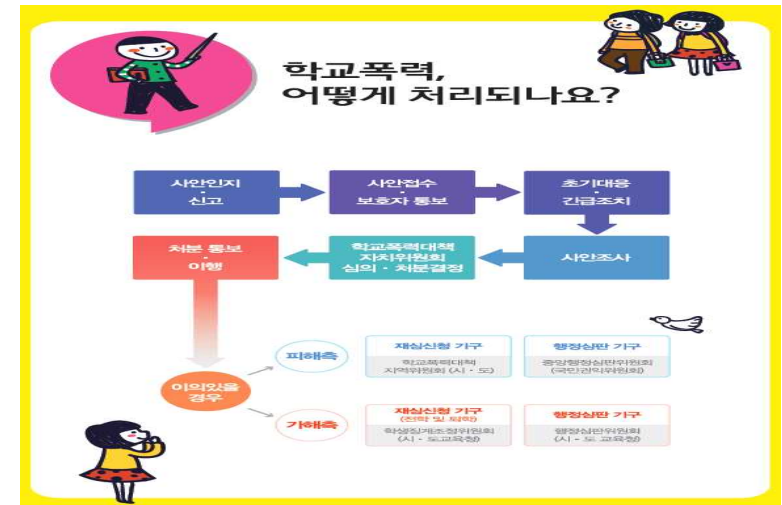 학교폭력,
어떻게 처리되나요?
사안인지
·
신고
사안접수
·
보호자 통보
초기대응
·
긴급조치
처분 통보
·
이행
학교폭력대책
자치위원회
심의 · 처분결정
사안조사
이의있을
경우
피해측
재심신청 기구
학교폭력대책
지역위원회 (시 · 도)
행정심판 기구
중앙행정심판위원회
(국민권익위원회)
가해측
재심신청 기구
(전학 및 퇴학)
학생징계조정위원회
(시 · 도교육청)
행정심판 기구
행정심판위원회
(시 · 도 교육청)